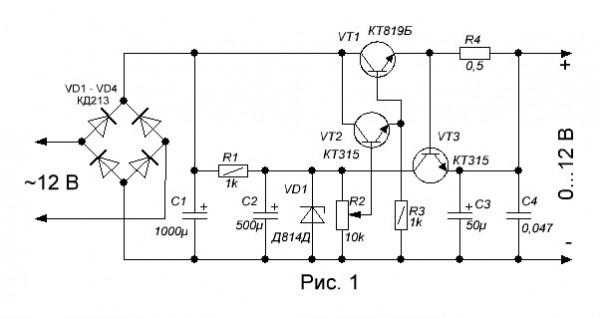 VT1
КТ819Б
R4
0,5
+
VD1 - VD4
КД213
VT2
КТ315
VT3
КТ315
~12 В
R1
1k
0...12 В
C1
+
1000µ
C2
+
500µ
VD1
Д814Д
R2
10k
R3
1k
C3
+
50µ
C4
0,047
-
Рис. 1